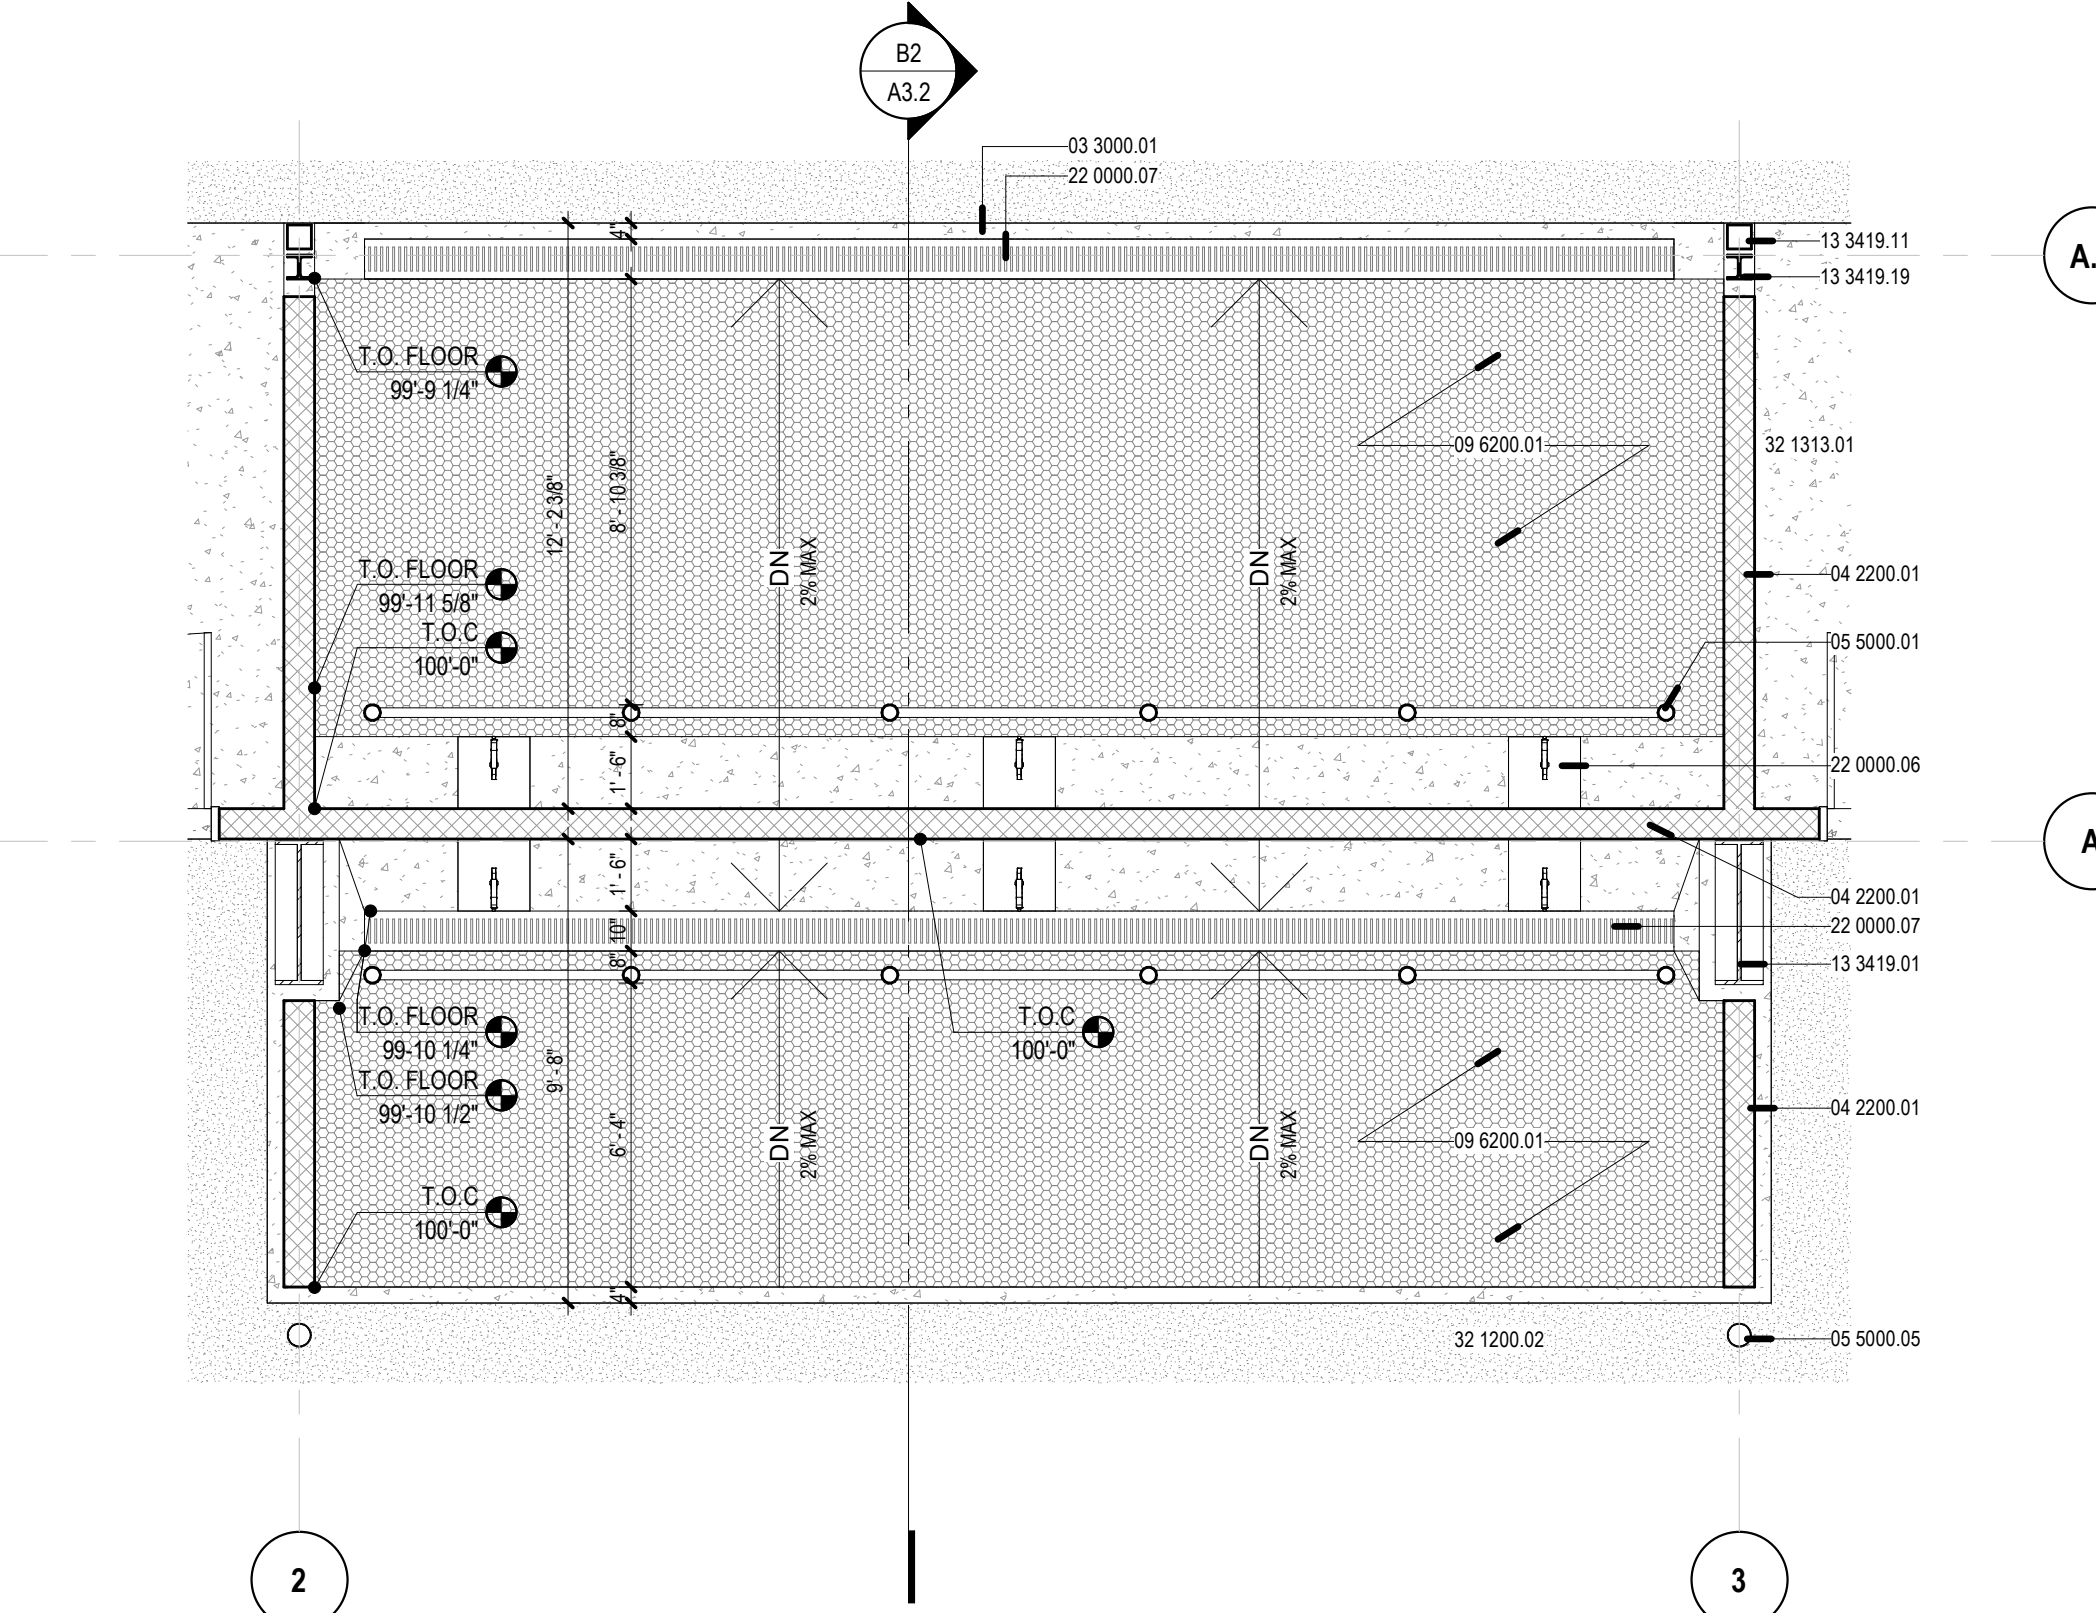 B2
A3.2
03 3000.01
22 0000.07
4"
13 3419.11
A.
13 3419.19
T.O. FLOOR
99'-9 1/4"
09 6200.01
32 1313.01
12' - 2 3/8"
8' - 10 3/8"
T.O. FLOOR
99'-11 5/8"
DN
2% MAX
DN
2% MAX
04 2200.01
T.O.C
100'-0"
05 5000.01
8"
1' - 6"
22 0000.06
A
1' - 6"
04 2200.01
10"
22 0000.07
8"
13 3419.01
T.O. FLOOR
99-10 1/4"
T.O.C
100'-0"
T.O. FLOOR
99'-10 1/2"
9' - 8"
6' - 4"
DN
2% MAX
DN
2% MAX
09 6200.01
04 2200.01
T.O.C
100'-0"
4"
32 1200.02
05 5000.05
2
3